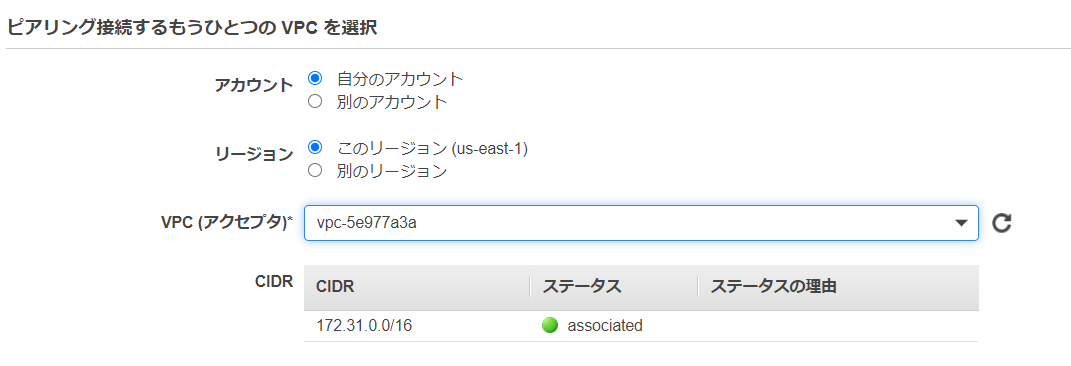 ピアリング接続するもうひとつの VPC を選択
アカウント
自分のアカウント
別のアカウント
リージョン
このリージョン (us-east-1)
別のリージョン
VPC (アクセプタ)*
vpc-5e977a3a
CIDR
CIDR ステータス ステータスの理由
172.31.0.0/16 associated